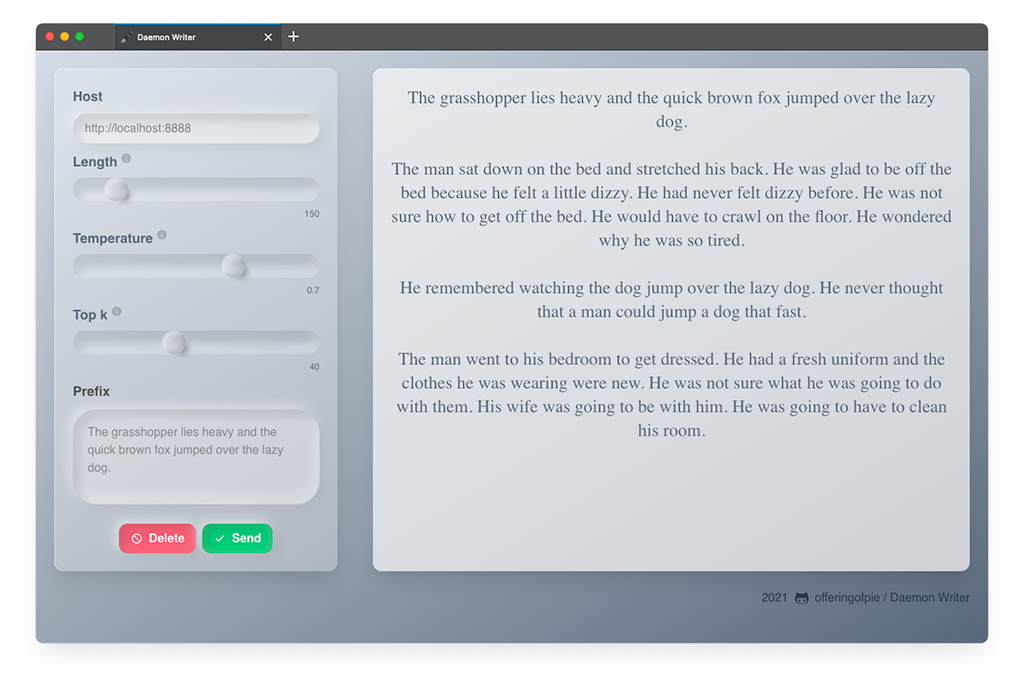 Daemon Writer
Host
http://localhost:8888
Length
150
Temperature
0.7
Top k
40
Prefix
The grasshopper lies heavy and the
quick brown fox jumped over the lazy
dog.
Delete
Send
The grasshopper lies heavy and the quick brown fox jumped over the lazy
dog.
The man sat down on the bed and stretched his back. He was glad to be off the
bed because he felt a little dizzy. He had never felt dizzy before. He was not
sure how to get off the bed. He would have to crawl on the floor. He wondered
why he was so tired.
He remembered watching the dog jump over the lazy dog. He never thought
that a man could jump a dog that fast.
The man went to his bedroom to get dressed. He had a fresh uniform and the
clothes he was wearing were new. He was not sure what he was going to do
with them. His wife was going to be with him. He was going to have to clean
his room.
2021 offeringofpie / Daemon Writer